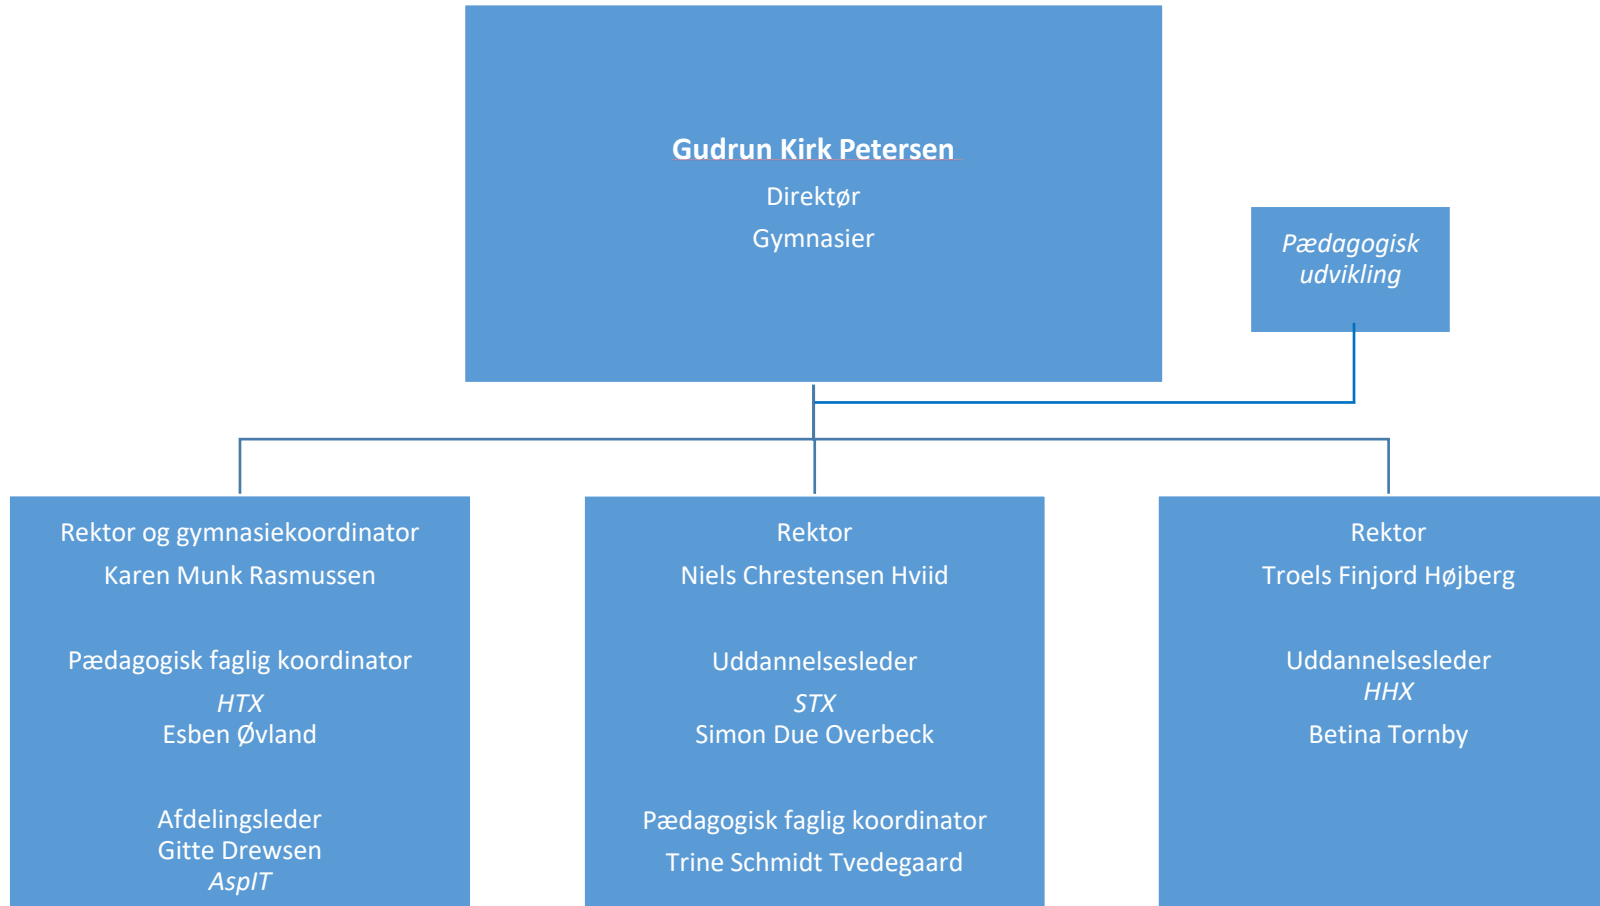 Gudrun Kirk Petersen
Direktør
Gymnasier
Pædagogisk
udvikling
Rektor og gymnasiekoordinator
Karen Munk Rasmussen
Pædagogisk faglig koordinator
HTX
Esben Øvland
Afdelingsleder
Gitte Drewsen
AspIT
Rektor
Niels Chrestensen Hviid
Uddannelsesleder
STX
Simon Due Overbeck
Pædagogisk faglig koordinator
Trine Schmidt Tvedegaard
Rektor
Troels Finjord Højberg
Uddannelsesleder
HHX
Betina Tornby